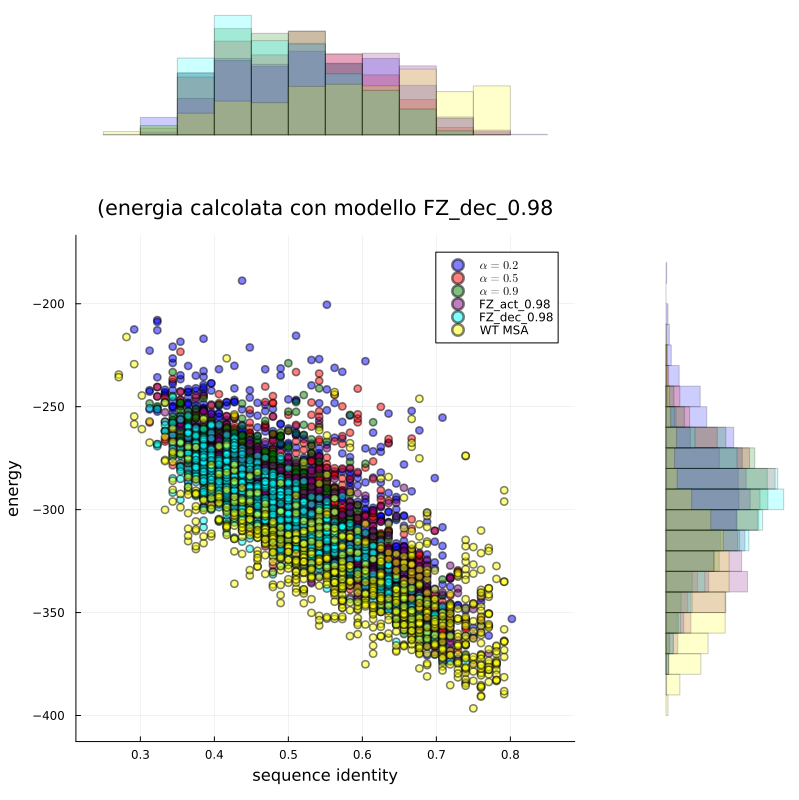 (energia calcolata con modello FZ_dec_0.98
α = 0.2
α = 0.5
α = 0.9
FZ_act_0.98
FZ_dec_0.98
WT MSA
−200
−250
−300
−350
−400
energy
0.3 0.4 0.5 0.6 0.7 0.8
sequence identity